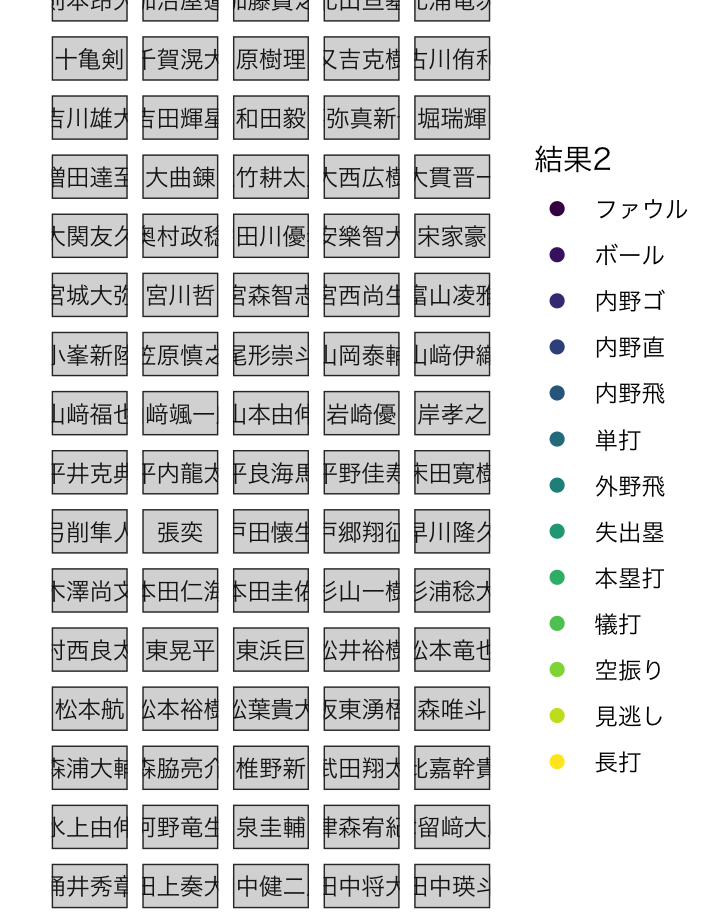 十亀剣 千賀滉大 原樹理 又吉克樹 古川侑利
吉川雄大 吉田輝星 和田毅 弥真新 堀瑞輝
増田達至 大曲錬 竹耕太 大西広樹 大貫晋一
大関友久 奥村政稔 田川優 安樂智大 宋家豪
宮城大弥 宮川哲 宮森智志 宮西尚生 富山凌雅
小峯新陸 笠原慎之 尾形崇斗 山岡泰輔 山﨑伊織
山﨑福也 﨑颯一 山本由伸 岩崎優 岸孝之
平井克典 平内龍太 平良海馬 平野佳寿 床田寛樹
弓削隼人 張奕 戸田懐生 戸郷翔征 早川隆久
木澤尚文 本田仁海 本田圭佑 杉山一樹 杉浦稔大
村西良太 東晃平 東浜巨 松井裕樹 松本竜也
松本航 松本裕樹 松葉貴大 坂東湧梧 森唯斗
森浦大輔 森脇亮介 椎野新 武田翔太 比嘉幹貴
水上由伸 河野竜生 泉圭輔 津森宥紀 留﨑大
涌井秀章 田上奏大 中健二 田中将大 田中瑛斗
結果2
ファウル
ボール
内野ゴ
内野直
内野飛
単打
外野飛
失出塁
本塁打
犠打
空振り
見逃し
長打